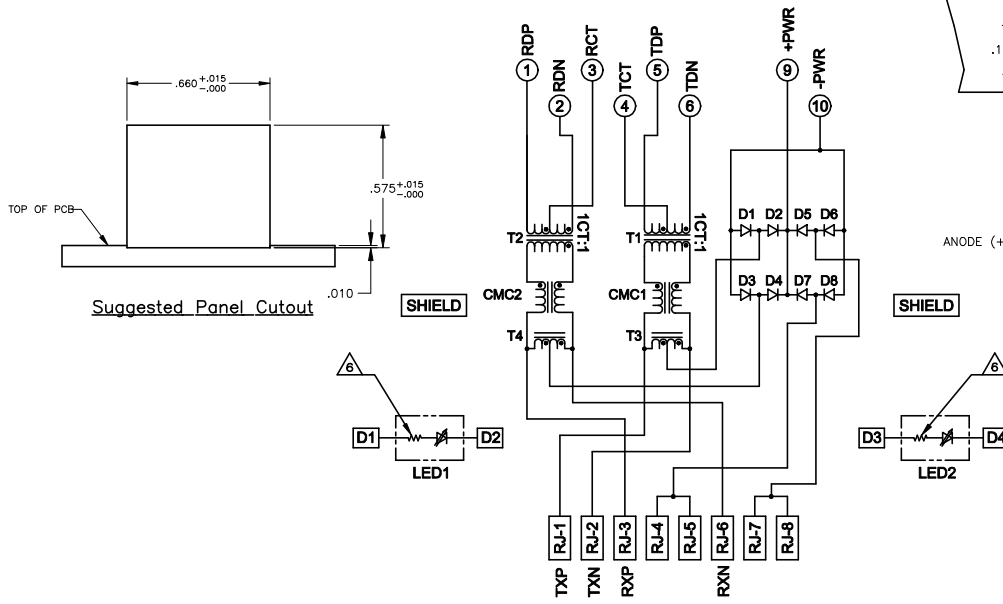 .660 +.015 -.000
.575 +.015 -.000
TOP OF PCB
.010
Suggested Panel Cutout
SHIELD
RDP
1
RDN
2
RCT
3
TCT
4
TDP
5
TDN
6
+PWR
9
-PWR
10
T2
1CT:1
T1
1CT:1
CMC2
CMC1
T4
T3
D1
D2
D5
D6
D3
D4
D7
D8
SHIELD
.1
ANODE (+
6
D1
D2
LED1
6
D3
D4
LED2
RJ-1
RJ-2
RJ-3
RJ-4
RJ-5
RJ-6
RJ-7
RJ-8
TXP
TXN
RXP
RXN